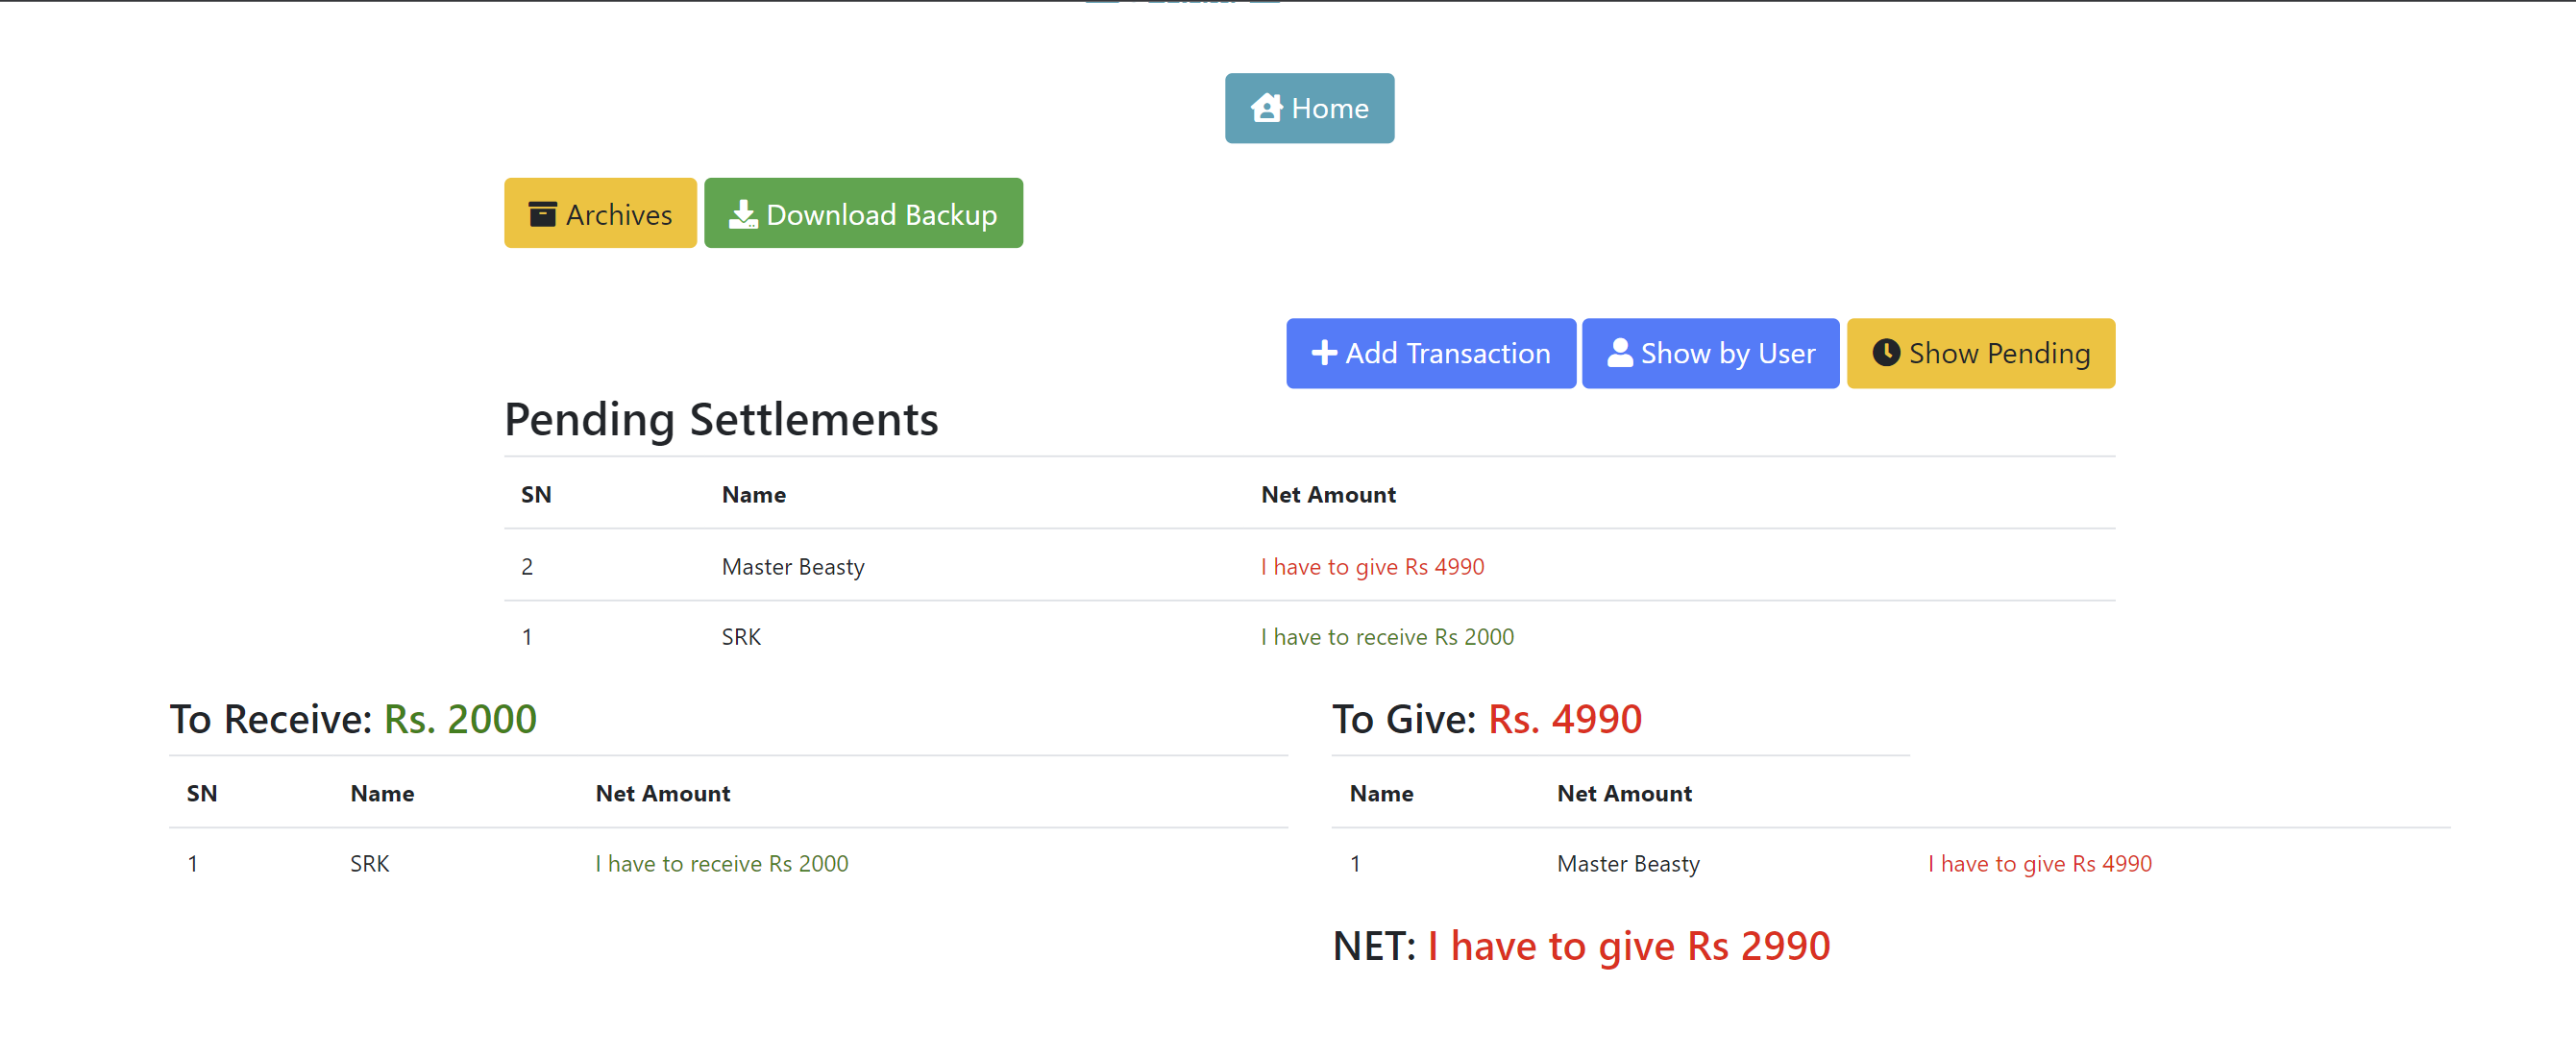 Home
Archives
Download Backup
Add Transaction
Show by User
Show Pending
Pending Settlements
SN Name Net Amount
2 Master Beasty I have to give Rs 4990
1 SRK I have to receive Rs 2000
To Receive: Rs. 2000
SN Name Net Amount
1 SRK I have to receive Rs 2000
To Give: Rs. 4990
Name Net Amount
1 Master Beasty I have to give Rs 4990
NET: I have to give Rs 2990